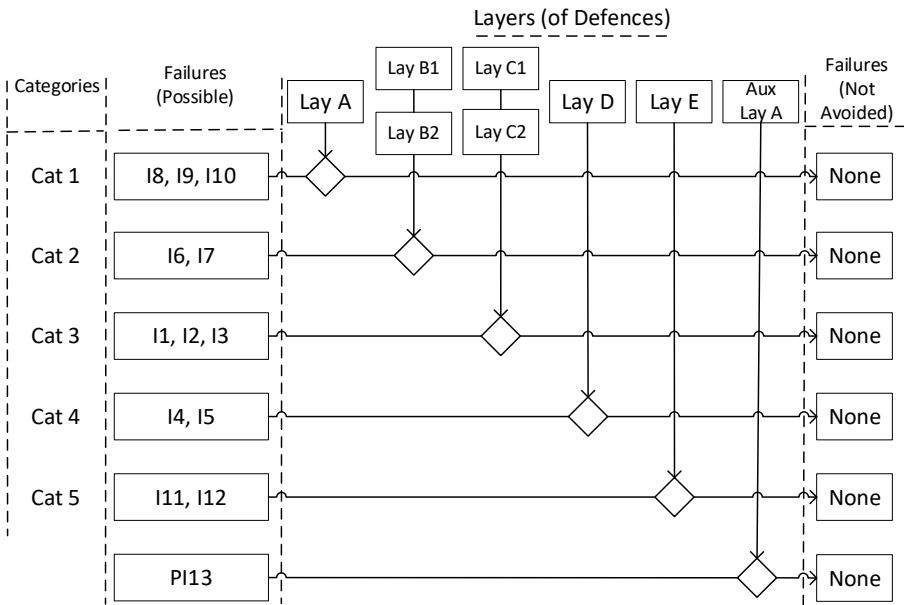 Layers (of Defences)
Categories
Failures
(Possible)
Lay A
Lay B1
Lay B2
Lay C1
Lay C2
Lay D
Lay E
Aux
Lay A
Failures
(Not
Avoided)
Cat 1
I8, I9, I10
None
Cat 2
I6, I7
None
Cat 3
I1, I2, I3
None
Cat 4
I4, I5
None
Cat 5
I11, I12
None
PI13
None